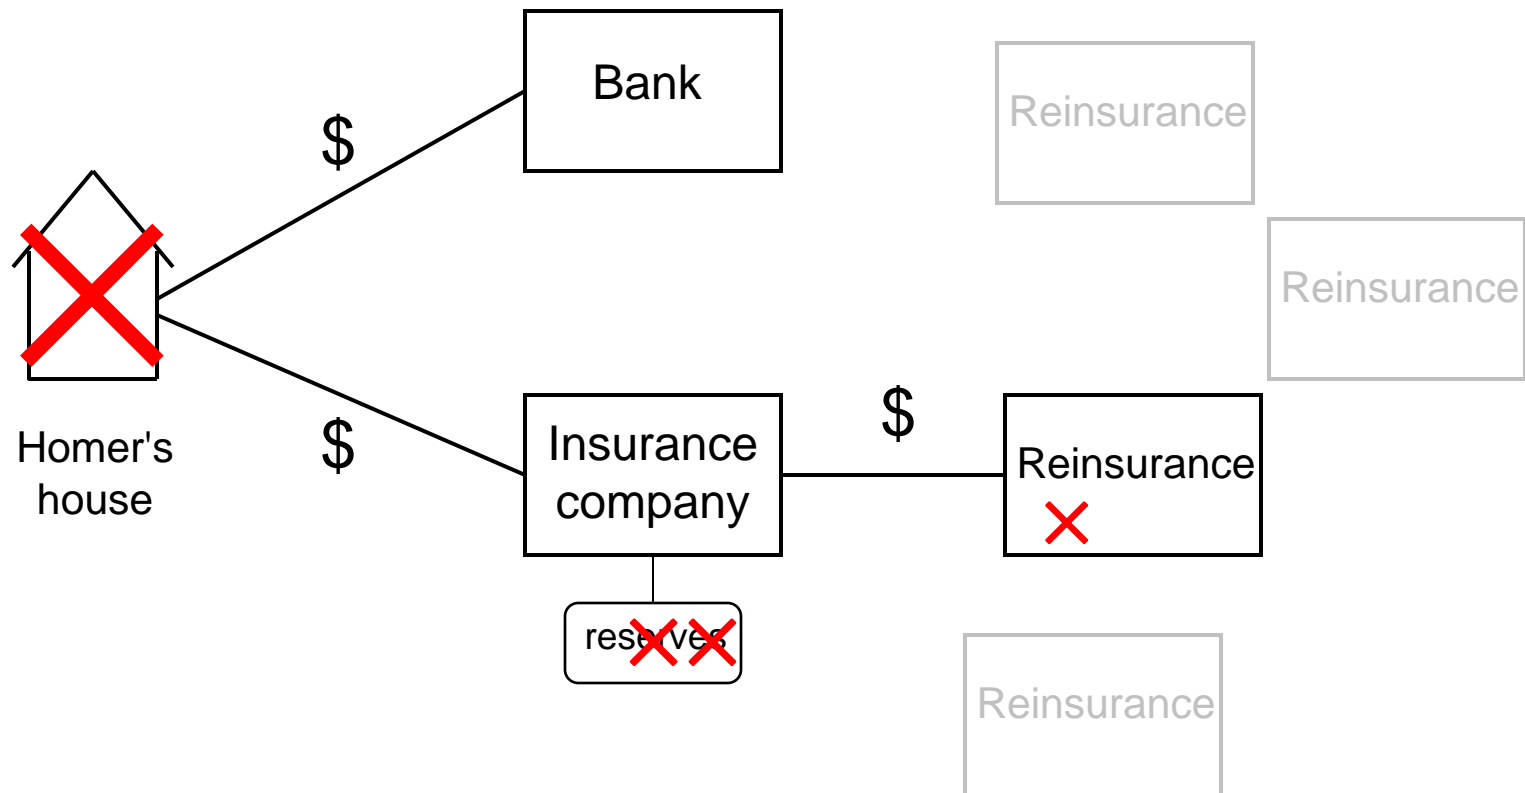 Bank
Reinsurance
$
Reinsurance
$
Homer's
house
$
Insurance
company
Reinsurance
reserves
Reinsurance